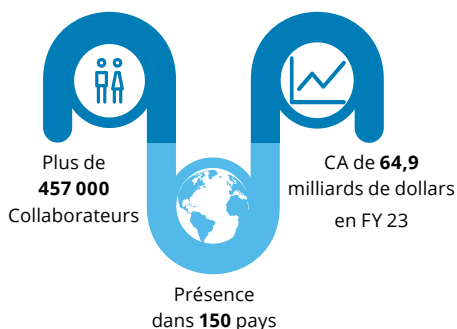 Plus de
457 000
Collaborateurs
CA de 64,9
milliards de dollars
en FY 23
Présence
dans 150 pays